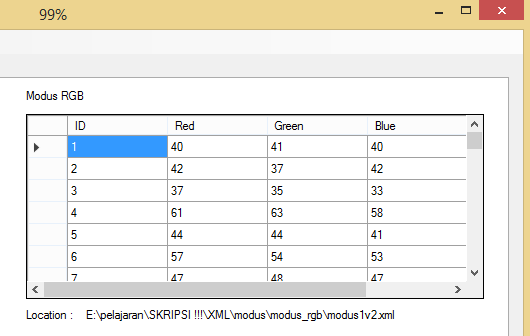 99%
Modus RGB
ID Red Green Blue
1 40 41 40
2 42 37 42
3 37 35 33
4 61 63 58
5 44 44 41
6 57 54 53
7 47 48 47
Location : E:\pelajaran\SKRIPSI !!!\XML\modus\modus_rgb\modus1v2.xml